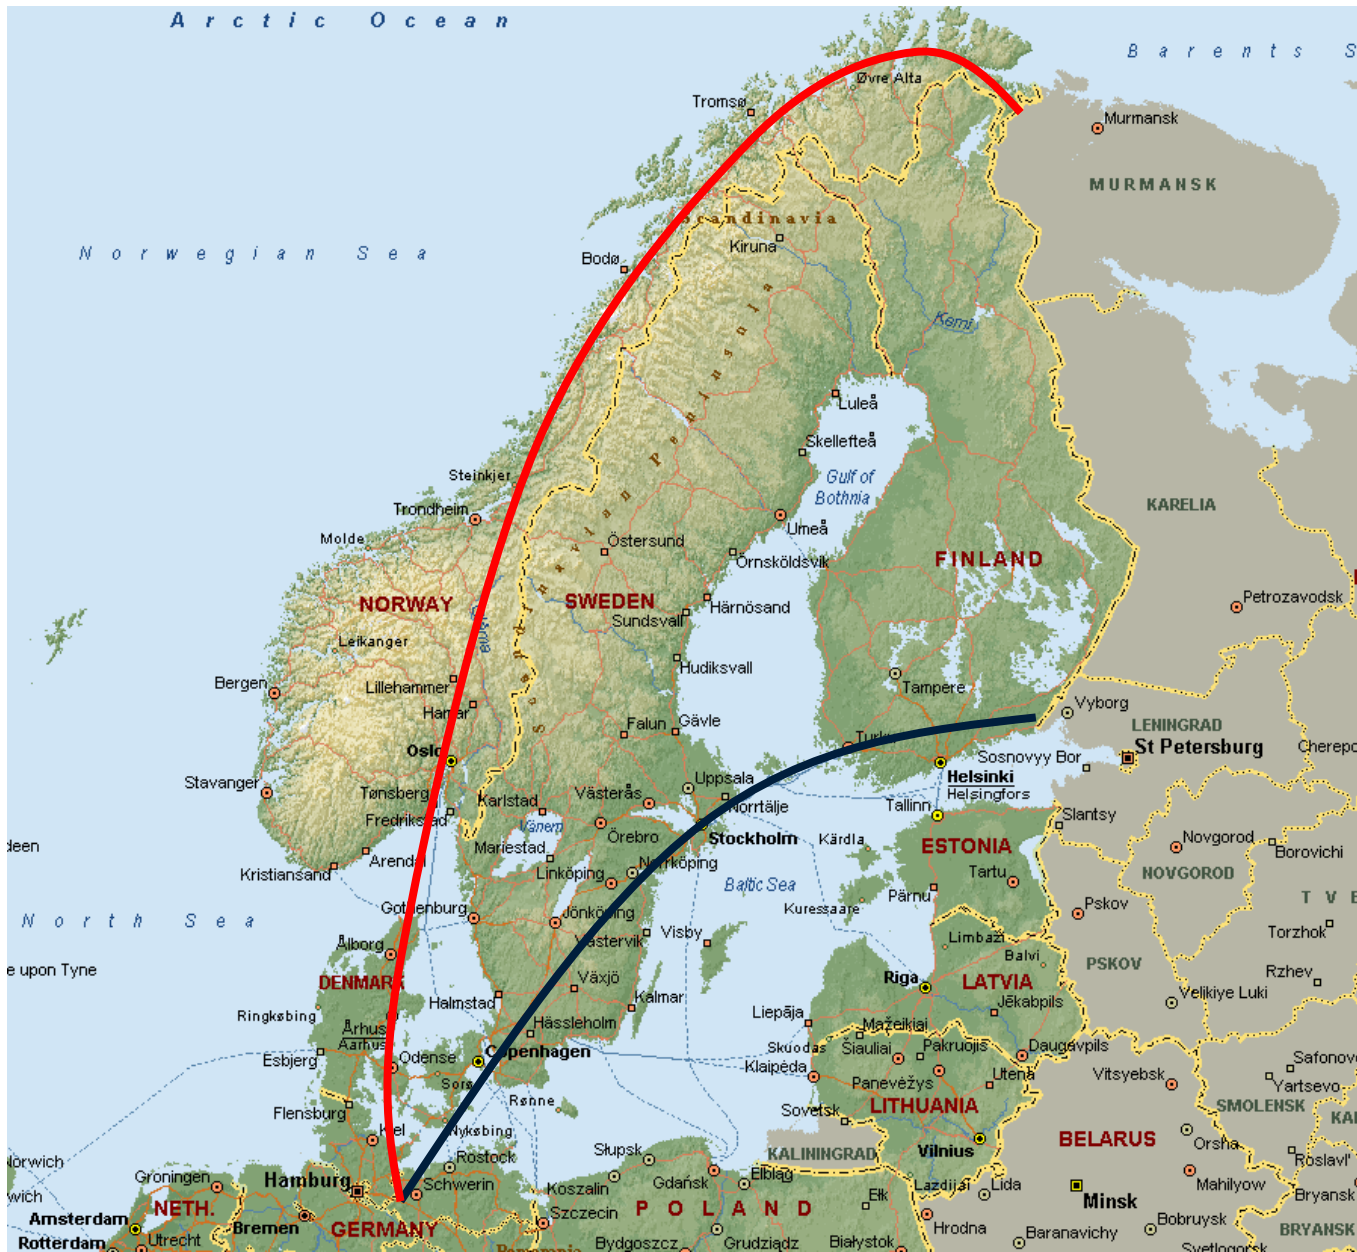 Arctic Ocean
Barents S
Øvre Alta
Tromsø
Murmansk
MURMANSK
Scandinavia
Kiruna
Norwegian Sea
Bodø
Kemi
Luleå
Skellefteå
Gulf of
Bothnia
Steinkjer
Trondheim
Umeå
KARELIA
Molde
Östersund
Örnsköldsvik
FINLAND
Scandinavian Peninsula
NORWAY
SWEDEN
Härnösand
Sundsvall
Petrozavodsk
Leikanger
Hudiksvall
Bergen
Lillehammer
Tampere
Hamar
Falun
Gävle
Vyborg
LENINGRAD
Oslo
Turku
St Petersburg
Cherepo
Sosnovyy Bor
Helsinki
Helsingfors
Stavanger
Tønsberg
Karlstad
Västerås
Uppsala
Norrtälje
Tallinn
Slantsy
Fredrikstad
Vänern
Örebro
Stockholm
Kärdla
ESTONIA
Novgorod
Borovichi
deen
Arendal
Mariestad
Norrköping
Kristiansand
Linköping
Baltic Sea
Tartu
NOVGOROD
Pärnu
TVE
North Sea
Gothenburg
Jönköping
Kuressaare
Pskov
Torzhok
Ålborg
Västervik
Visby
Limbaži
Balvi
PSKOV
e upon Tyne
DENMARK
Växjö
Riga
LATVIA
Rzhev
Halmstad
Kalmar
Jēkabpils
Velikiye Luki
Ringkøbing
Århus
Aarhus
Hässleholm
Liepāja
Mažeikiai
Esbjerg
Odense
Copenhagen
Skuodas
Šiauliai
Pakruojis
Daugavpils
Safonovo
Klaipėda
Panevėžys
Utena
Vitsyebsk
Yartsevo
Sorø
Rønne
Flensburg
Sovetsk
LITHUANIA
SMOLENSK
KA
Kiel
Nykøbing
BELARUS
Orsha
Norwich
Rostock
Słupsk
KALININGRAD
Vilnius
Roslavl'
Groningen
Hamburg
Schwerin
Koszalin
Gdańsk
Elbląg
Ełk
Lazdijai
Lida
Minsk
Mahilyow
Bryansk
wich
NETH.
Amsterdam
Bremen
GERMANY
Szczecin
POLAND
Hrodna
Baranavichy
Bobruysk
BRYANSK
Rotterdam
Utrecht
Bydgoszcz
Grudziądz
Białystok
Svetlogorsk